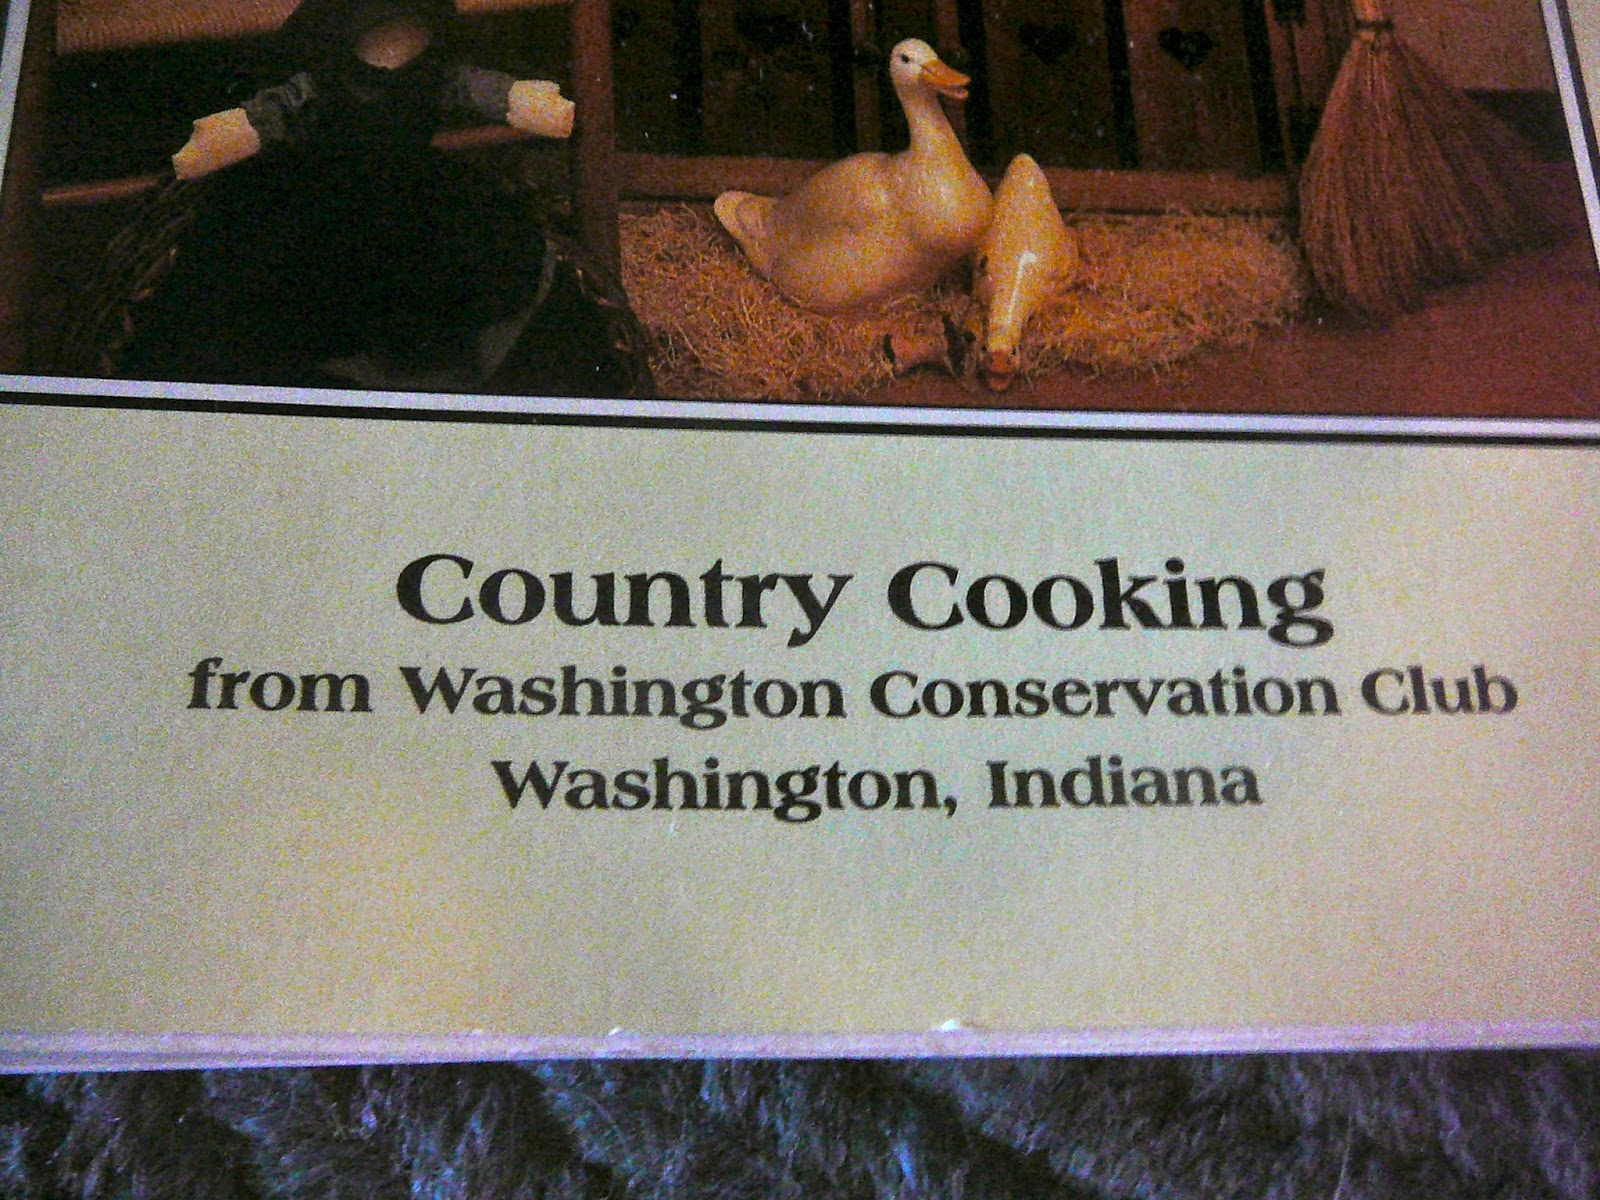 Country Cooking
from Washington Conservation Club
Washington, Indiana